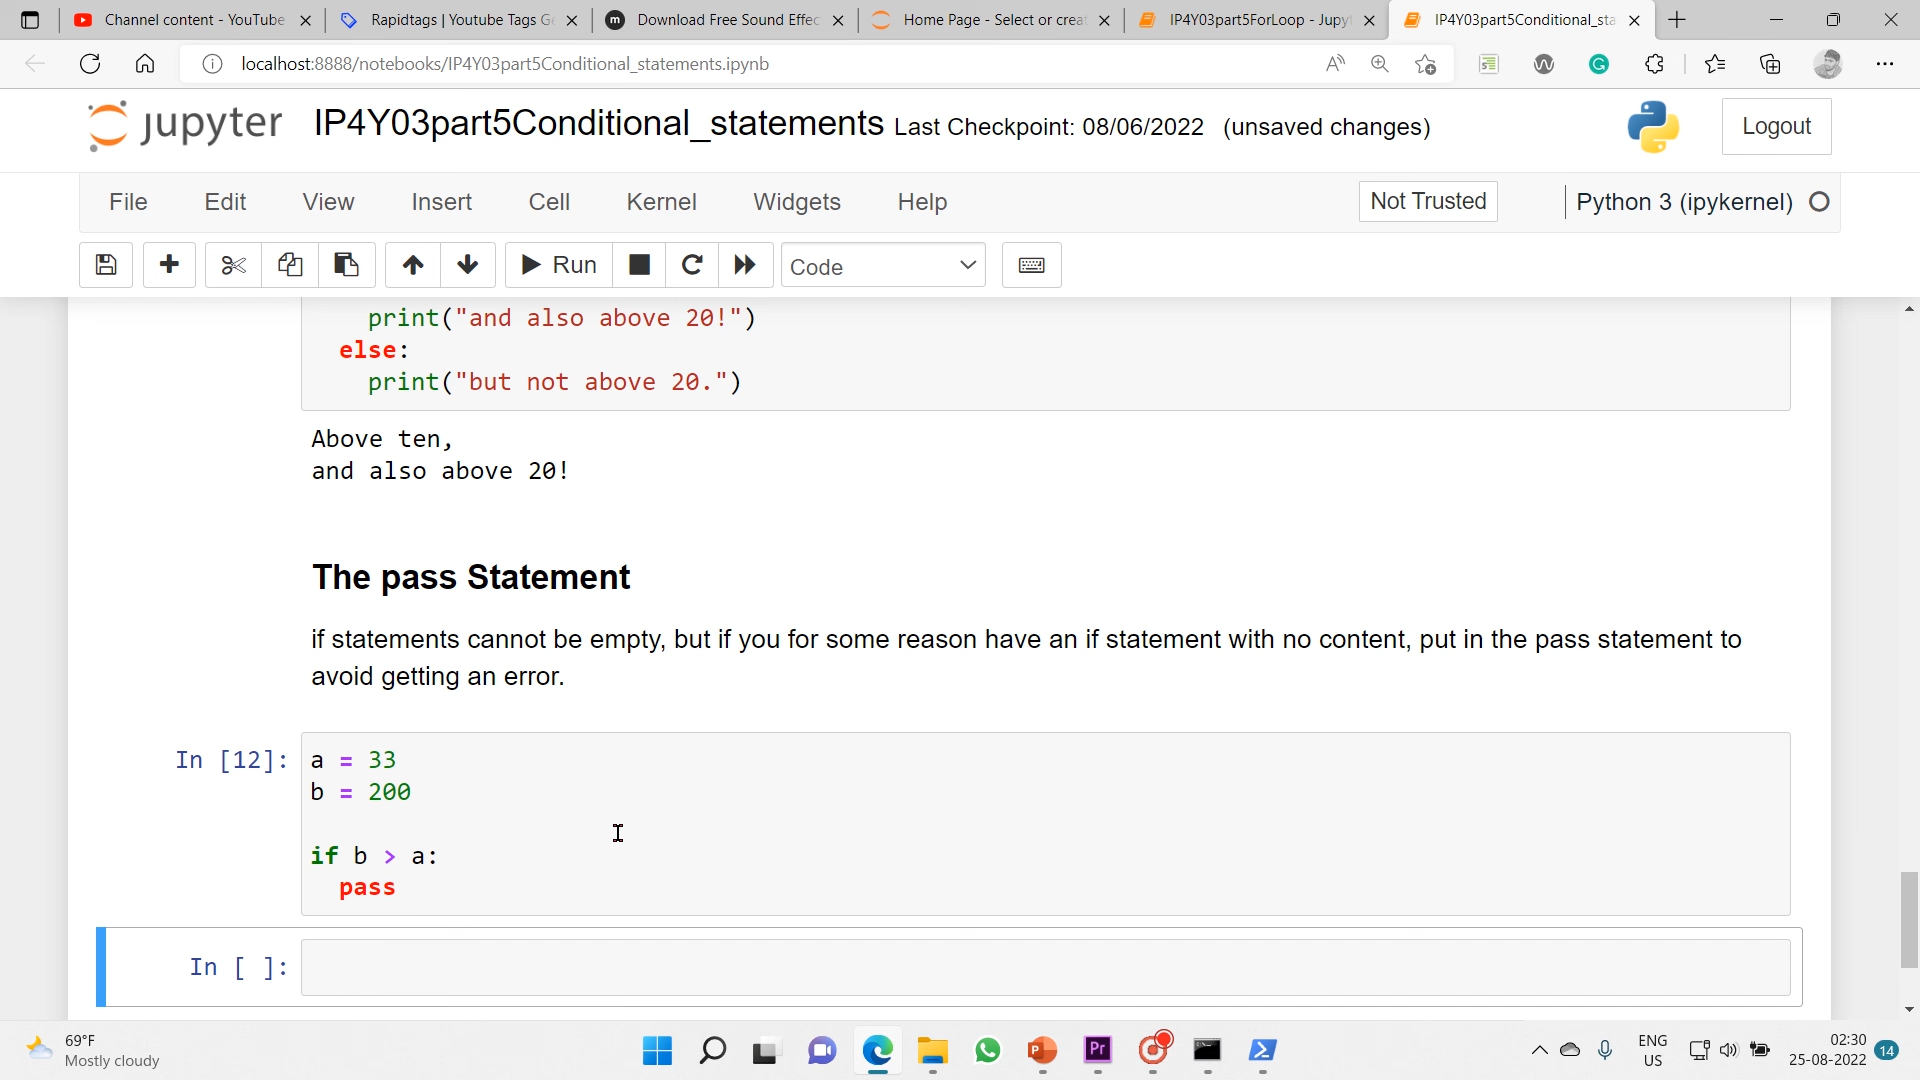 Channel content - YouTube
Rapidtags | Youtube Tags Ge
Download Free Sound Effec
Home Page - Select or creat
IP4Y03part5ForLoop - Jupyt
IP4Y03part5Conditional_sta
localhost:8888/notebooks/IP4Y03part5Conditional_statements.ipynb
jupyter IP4Y03part5Conditional_statements Last Checkpoint: 08/06/2022 (unsaved changes)
Logout
File Edit View Insert Cell Kernel Widgets Help
Not Trusted
Python 3 (ipykernel)
Run
Code
print("and also above 20!")
else:
print("but not above 20.")
Above ten,
and also above 20!
The pass Statement
if statements cannot be empty, but if you for some reason have an if statement with no content, put in the pass statement to
avoid getting an error.
In [12]: a = 33
b = 200
if b > a:
pass
In [ ]:
69°F
Mostly cloudy
Pr
ENG
US
02:30
25-08-2022
14